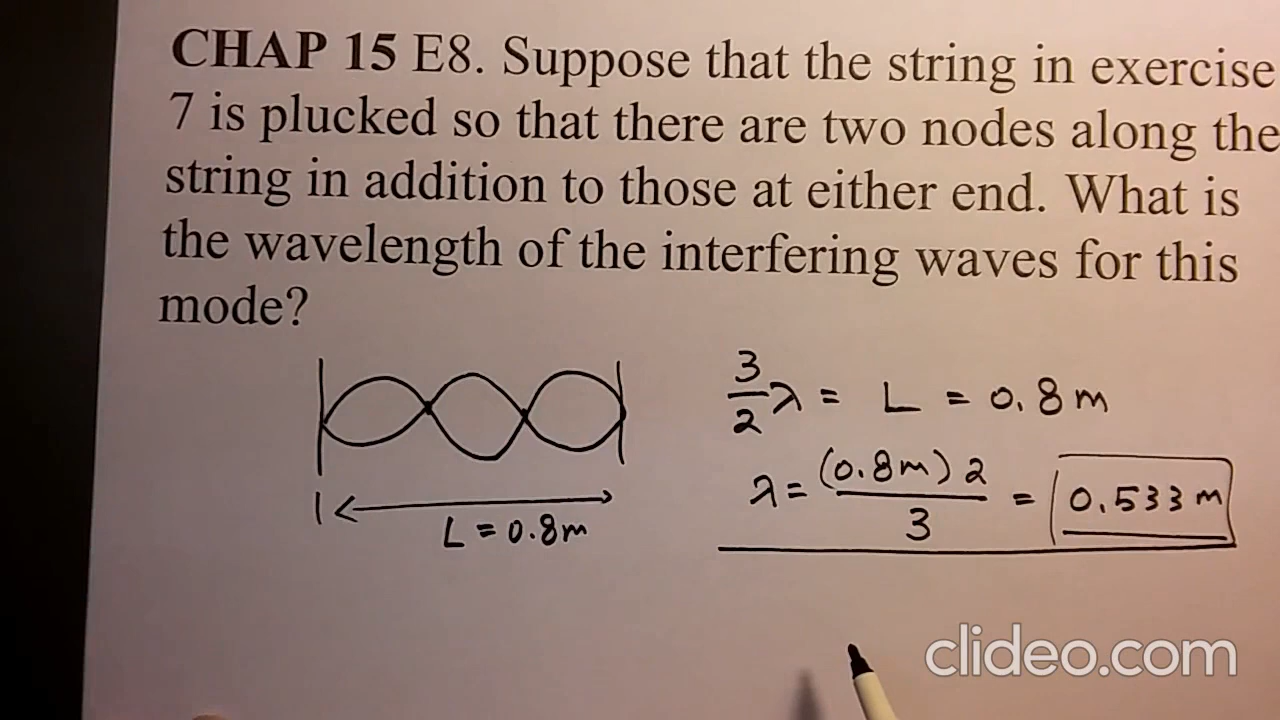 CHAP 15 E8. Suppose that the string in exercise
7 is plucked so that there are two nodes along the
string in addition to those at either end. What is
the wavelength of the interfering waves for this
mode?
3/2 λ = L = 0.8 m
λ = (0.8m) 2 / 3 = 0.533 m
L = 0.8m
clideo.com